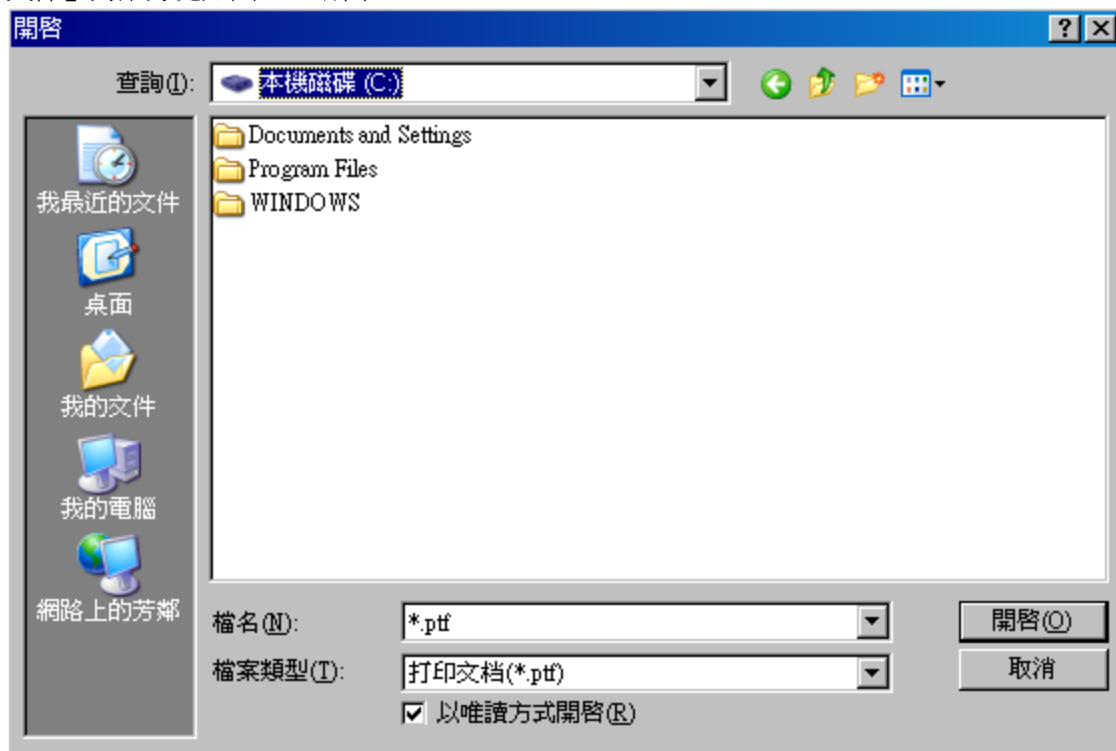 開啓
查詢(I):
本機磁碟 (C:)
Documents and Settings
Program Files
WINDOWS
我最近的文件
桌面
我的文件
我的電腦
網路上的芳鄰
檔名(N):
*.ptf
開啓(O)
檔案類型(T):
打印文档(*.ptf)
取消
以唯讀方式開啓(R)